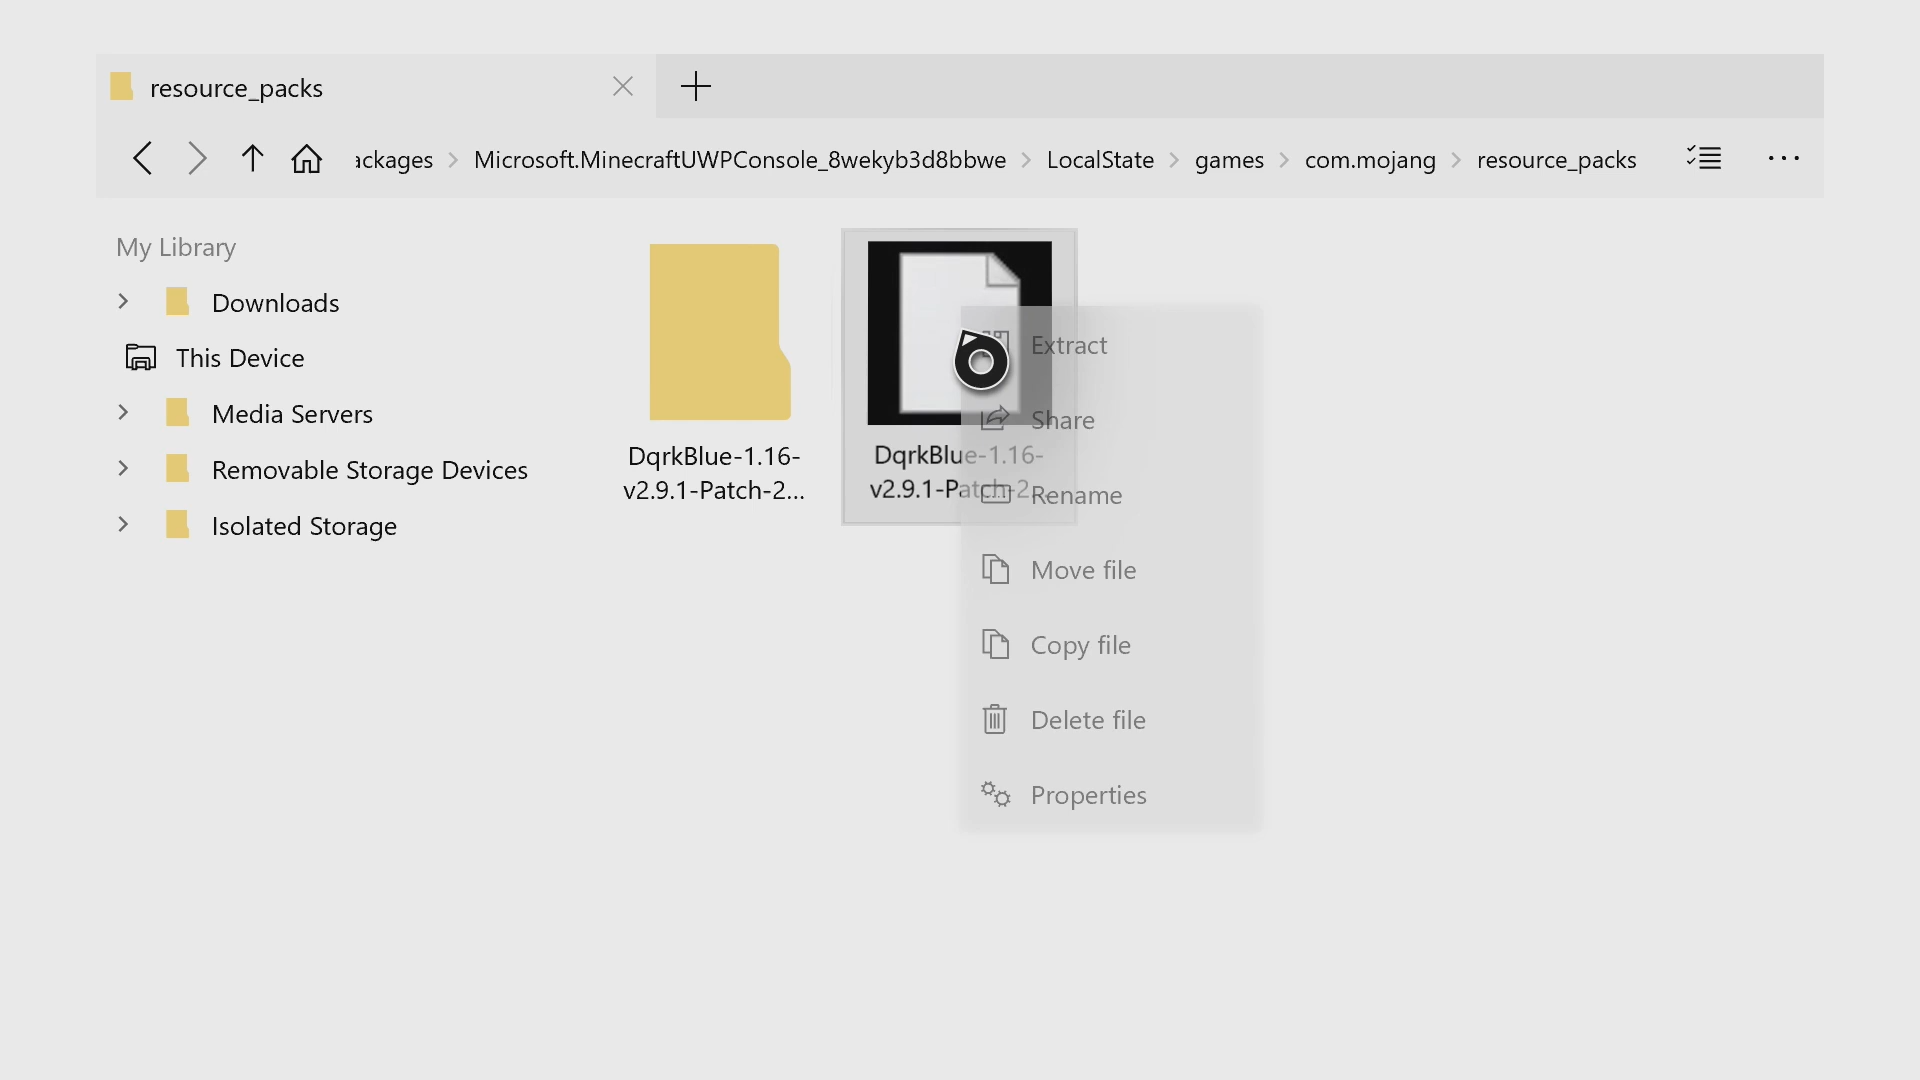 resource_packs
ackages > Microsoft.MinecraftUWPConsole_8wekyb3d8bbwe > LocalState > games > com.mojang > resource_packs
My Library
Downloads
This Device
Media Servers
Removable Storage Devices
Isolated Storage
DqrkBlue-1.16-
v2.9.1-Patch-2...
DqrkBlue-1.16-
v2.9.1-Patch-2...
Extract
Share
Rename
Move file
Copy file
Delete file
Properties